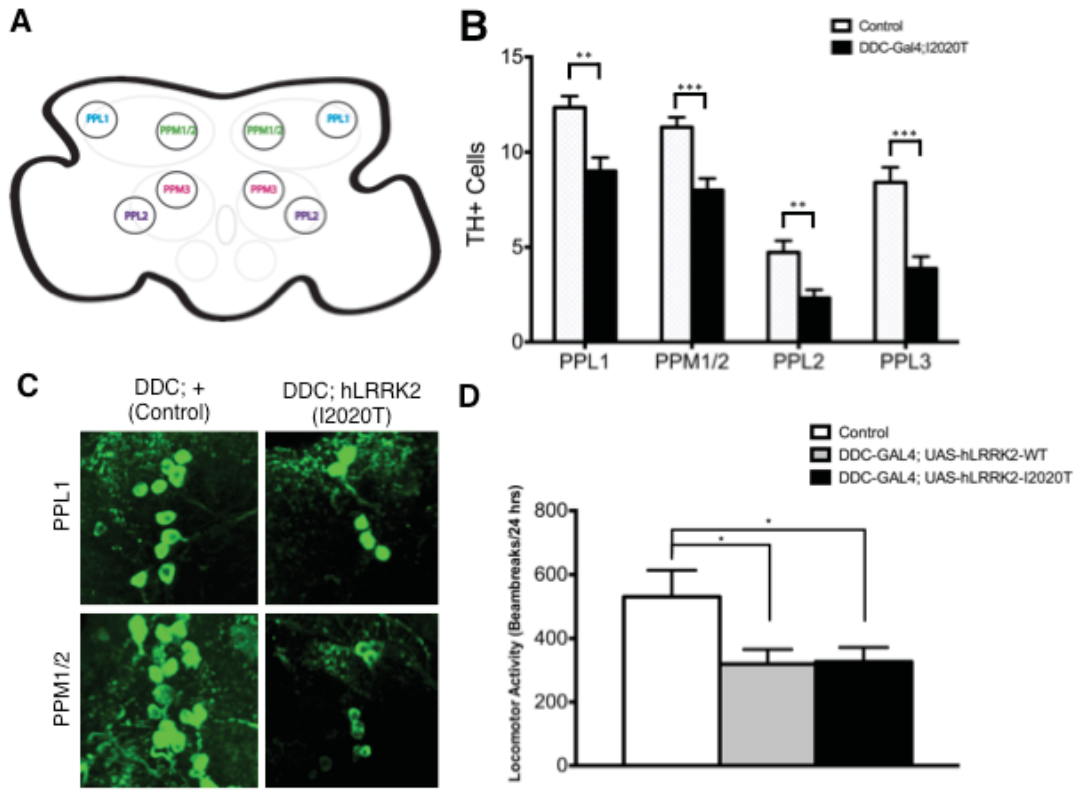 A
PPL1
PPM1/2
PPM1/2
PPL1
PPM3
PPM3
PPL2
PPL2
B
Control
DDC-Gal4;I2020T
TH+ Cells
15
10
5
0
**
***
**
***
PPL1
PPM1/2
PPL2
PPL3
C
DDC; +
(Control)
DDC; hLRRK2
(I2020T)
PPL1
PPM1/2
D
Control
DDC-GAL4; UAS-hLRRK2-WT
DDC-GAL4; UAS-hLRRK2-I2020T
Locomotor Activity (Beambreaks/24 hrs)
800
600
400
200
0
*
*